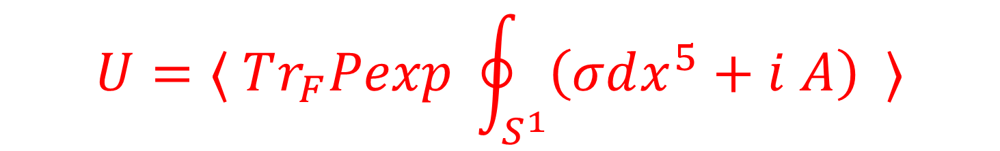 U = ⟨ Tr_F Pexp ∮_{S^1} (σdx^5 + i A) ⟩